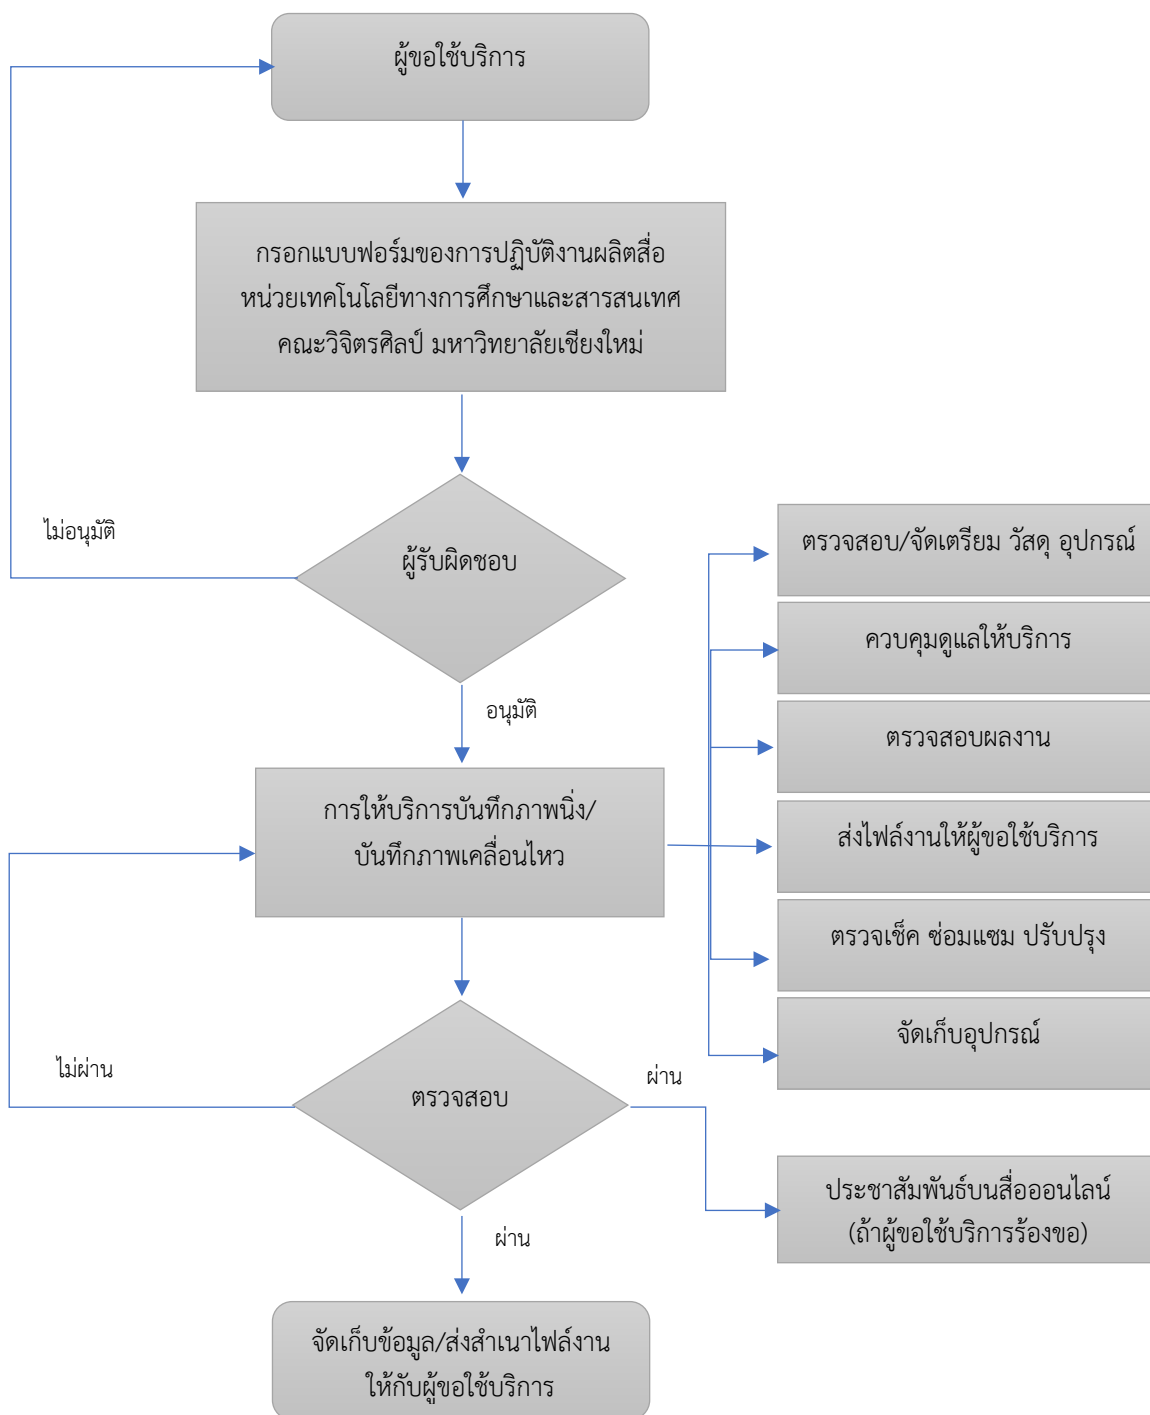 ผู้ขอใช้บริการ
กรอกแบบฟอร์มของการปฏิบัติงานผลิตสื่อ
หน่วยเทคโนโลยีทางการศึกษาและสารสนเทศ
คณะวิจิตรศิลป์ มหาวิทยาลัยเชียงใหม่
ไม่อนุมัติ
ผู้รับผิดชอบ
อนุมัติ
การให้บริการบันทึกภาพนิ่ง/
บันทึกภาพเคลื่อนไหว
ตรวจสอบ/จัดเตรียม วัสดุ อุปกรณ์
ควบคุมดูแลให้บริการ
ตรวจสอบผลงาน
ส่งไฟล์งานให้ผู้ขอใช้บริการ
ตรวจเช็ค ซ่อมแซม ปรับปรุง
จัดเก็บอุปกรณ์
ไม่ผ่าน
ตรวจสอบ
ผ่าน
ประชาสัมพันธ์บนสื่อออนไลน์
(ถ้าผู้ขอใช้บริการร้องขอ)
ผ่าน
จัดเก็บข้อมูล/ส่งสำเนาไฟล์งาน
ให้กับผู้ขอใช้บริการ